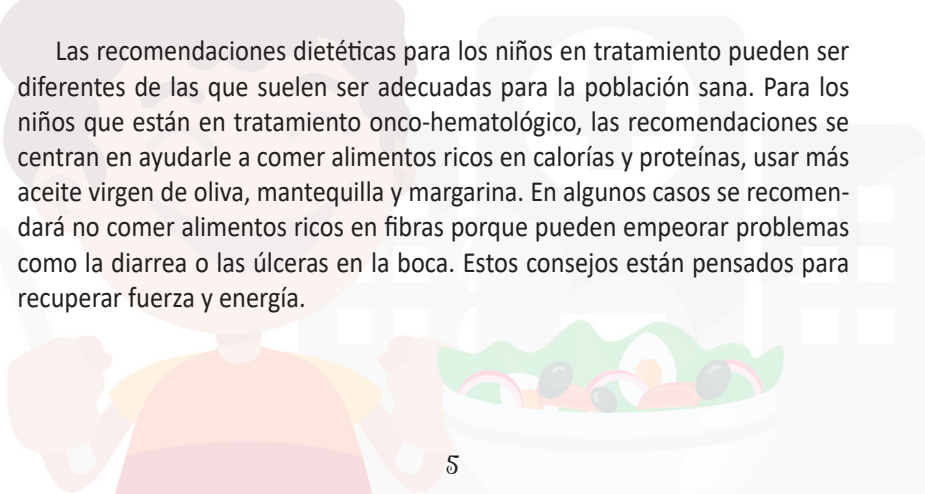 Las recomendaciones dietéticas para los niños en tratamiento pueden ser
diferentes de las que suelen ser adecuadas para la población sana. Para los
niños que están en tratamiento onco-hematológico, las recomendaciones se
centran en ayudarle a comer alimentos ricos en calorías y proteínas, usar más
aceite virgen de oliva, mantequilla y margarina. En algunos casos se recomen-
dará no comer alimentos ricos en fibras porque pueden empeorar problemas
como la diarrea o las úlceras en la boca. Estos consejos están pensados para
recuperar fuerza y energía.
5